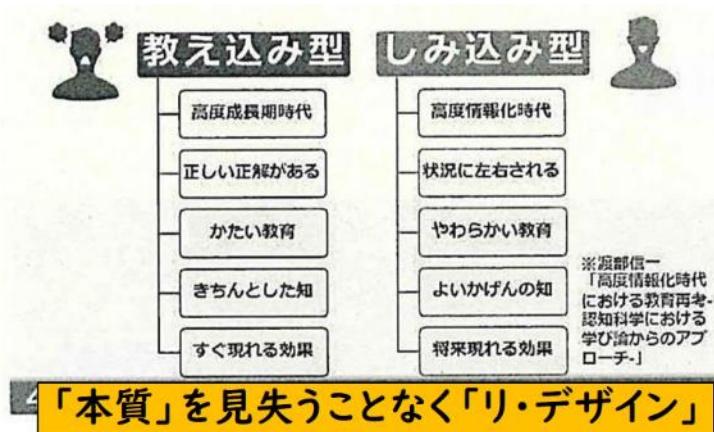 教え込み型
高度成長期時代
正しい正解がある
かたい教育
きちんとした知
すぐ現れる効果
しみ込み型
高度情報化時代
状況に左右される
やわらかい教育
よいかげんの知
将来現れる効果
※渡部信一
「高度情報化時代
における教育再考-
認知科学における
学び論からのアプ
ローチ-」
「本質」を見失うことなく「リ・デザイン」